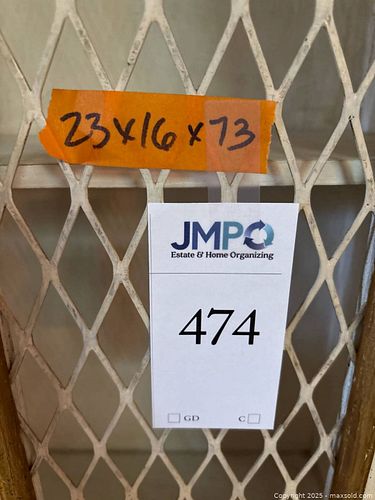 23x16x73
JMPO
Estate & Home Organizing
474
☐ GD C ☐
Copyright 2025 - maxsold.com